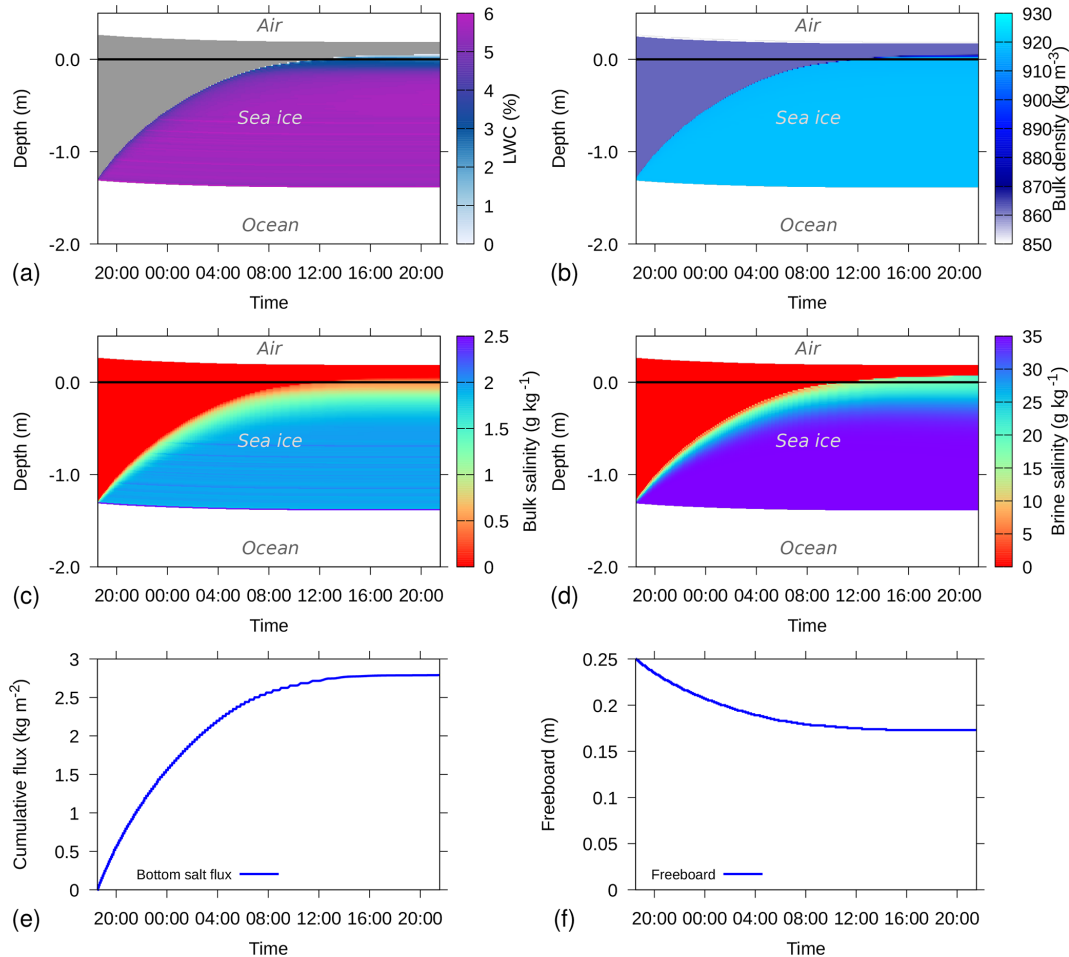 Air
Sea ice
Ocean
0.0
-1.0
-2.0
Depth (m)
20:00 00:00 04:00 08:00 12:00 16:00 20:00
Time
6
5
4
3
2
1
0
LWC (%)
(a)
Air
Sea ice
Ocean
0.0
-1.0
-2.0
Depth (m)
20:00 00:00 04:00 08:00 12:00 16:00 20:00
Time
930
920
910
900
890
880
870
860
850
Bulk density (kg m-3)
(b)
Air
Sea ice
Ocean
0.0
-1.0
-2.0
Depth (m)
20:00 00:00 04:00 08:00 12:00 16:00 20:00
Time
2.5
2
1.5
1
0.5
0
Bulk salinity (g kg-1)
(c)
Air
Sea ice
Ocean
0.0
-1.0
-2.0
Depth (m)
20:00 00:00 04:00 08:00 12:00 16:00 20:00
Time
35
30
25
20
15
10
5
0
Brine salinity (g kg-1)
(d)
3
2.5
2
1.5
1
0.5
0
Cumulative flux (kg m-2)
Bottom salt flux
20:00 00:00 04:00 08:00 12:00 16:00 20:00
Time
(e)
0.25
0.2
0.15
0.1
0.05
0
Freeboard (m)
Freeboard
20:00 00:00 04:00 08:00 12:00 16:00 20:00
Time
(f)